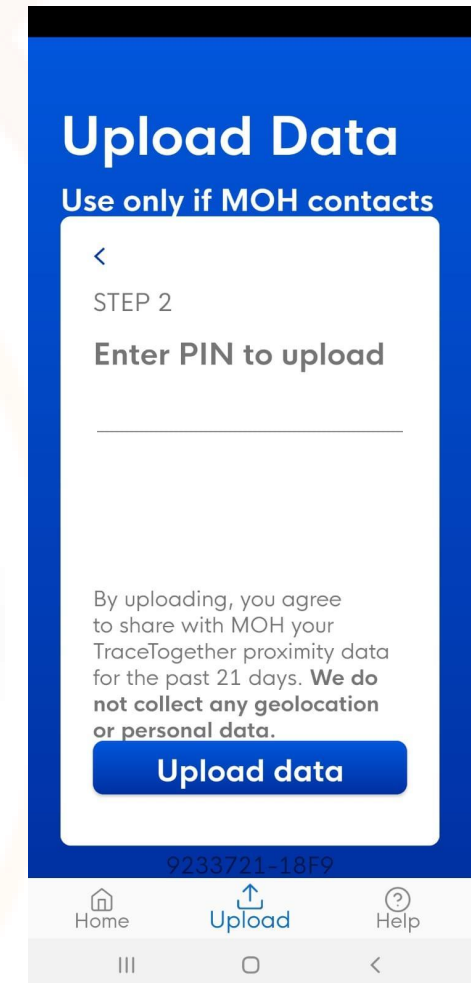 Upload Data
Use only if MOH contacts
STEP 2
Enter PIN to upload
By uploading, you agree
to share with MOH your
TraceTogether proximity data
for the past 21 days. We do
not collect any geolocation
or personal data.
Upload data
9233721-18F9
Home Upload Help